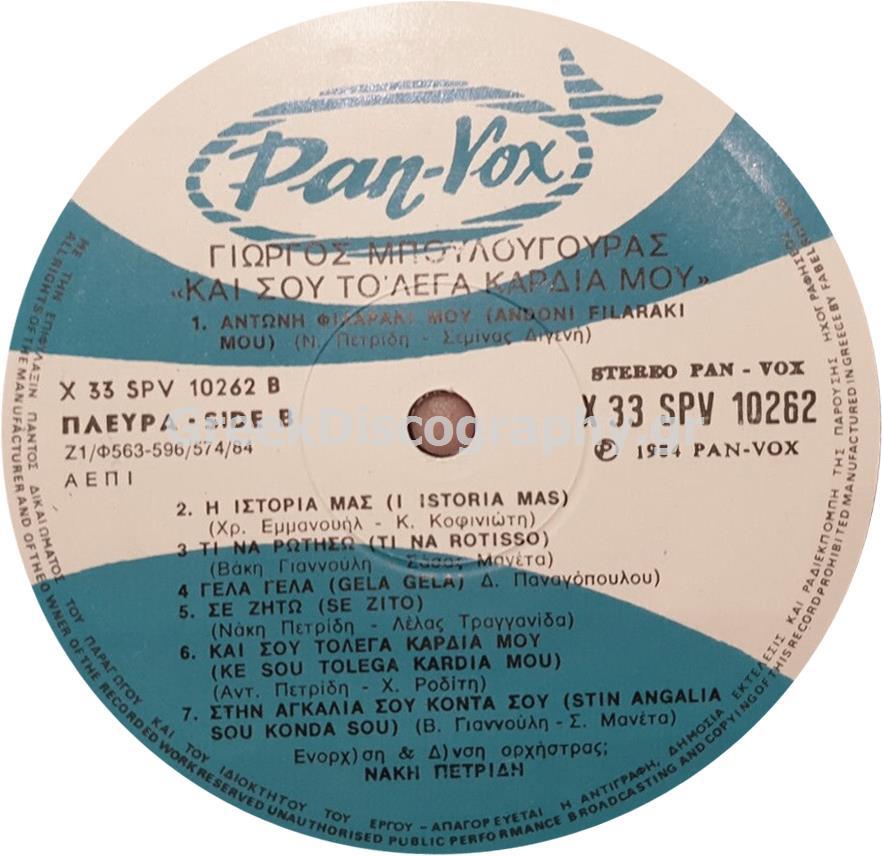 Pan-Vox
ΓΙΩΡΓΟΣ ΜΠΟΥΛΟΥΓΟΥΡΑΣ
«ΚΑΙ ΣΟΥ ΤΟ'ΛΕΓΑ ΚΑΡΔΙΑ ΜΟΥ»
1. ΑΝΤΩΝΗ ΦΙΛΑΡΑΚΙ ΜΟΥ (ANDONI FILARAKI
MOU) (Ν. Πετρίδη - Σεμίνας Διγενή)
X 33 SPV 10262 B
ΠΛΕΥΡΑ SIDE B
Z1/Φ563-596/574/84
ΑΕΠΙ
STEREO PAN - VOX
X 33 SPV 10262
Ⓟ 1984 PAN-VOX
GreekDiscography.gr
2. Η ΙΣΤΟΡΙΑ ΜΑΣ (I ISTORIA MAS)
(Χρ. Εμμανουήλ - Κ. Κοφινιώτη)
3 ΤΙ ΝΑ ΡΩΤΗΣΩ (TI NA ROTISSO)
(Βάκη Γιαννούλη - Σάσας Μανέτα)
4 ΓΕΛΑ ΓΕΛΑ (GELA GELA) Δ. Παναγόπουλου)
5. ΣΕ ΖΗΤΩ (SE ZITO)
(Νάκη Πετρίδη - Λέλας Τραγγανίδα)
6. ΚΑΙ ΣΟΥ ΤΟΛΕΓΑ ΚΑΡΔΙΑ ΜΟΥ
(KE SOU TOLEGA KARDIA MOU)
(Αντ. Πετρίδη - Χ. Ροδίτη)
7. ΣΤΗΝ ΑΓΚΑΛΙΑ ΣΟΥ ΚΟΝΤΑ ΣΟΥ (STIN ANGALIA
SOU KONDA SOU) (Β. Γιαννούλη - Σ. Μανέτα)
Ενορχ)ση & Δ)νση ορχήστρας;
ΝΑΚΗ ΠΕΤΡΙΔΗ
ΜΕ ΤΗΝ ΕΠΙΦΥΛΑΞΙΝ ΠΑΝΤΟΣ ΔΙΚΑΙΩΜΑΤΟΣ ΤΟΥ ΠΑΡΑΓΩΓΟΥ ΚΑΙ ΤΟΥ ΙΔΙΟΚΤΗΤΟΥ ΤΟΥ ΕΡΓΟΥ - ΑΠΑΓΟΡΕΥΕΤΑΙ Η ΑΝΤΙΓΡΑΦΗ, ΔΗΜΟΣΙΑ ΕΚΤΕΛΕΣΙΣ ΚΑΙ ΡΑΔΙΕΚΠΟΜΠΗ ΤΗΣ ΠΑΡΟΥΣΗΣ ΗΧΟΓΡΑΦΗΣΕΩΣ
ALL RIGHTS OF THE MANUFACTURER AND OF THE OWNER OF THE RECORDED WORK RESERVED UNAUTHORISED PUBLIC PERFORMANCE BROADCASTING AND COPYING OF THIS RECORD PROHIBITED MANUFACTURED IN GREECE BY FABELSOUND